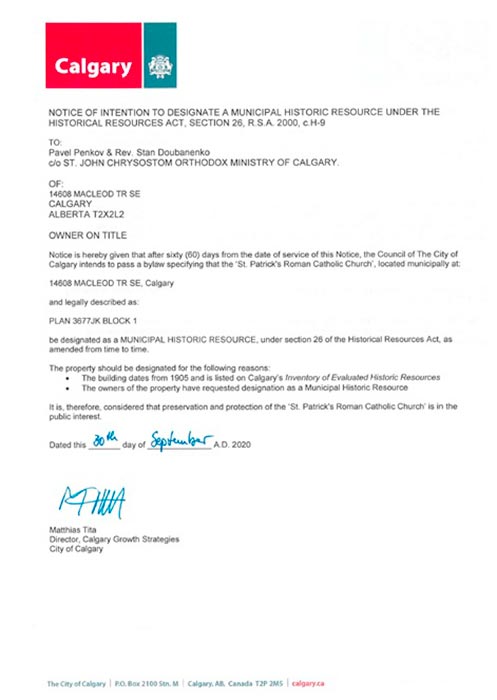 Calgary
NOTICE OF INTENTION TO DESIGNATE A MUNICIPAL HISTORIC RESOURCE UNDER THE
HISTORICAL RESOURCES ACT, SECTION 26, R.S.A. 2000, c.H-9
TO:
Pavel Penkov & Rev. Stan Doubanenko
c/o ST. JOHN CHRYSOSTOM ORTHODOX MINISTRY OF CALGARY.
OF:
14608 MACLEOD TR SE
CALGARY
ALBERTA T2X2L2
OWNER ON TITLE
Notice is hereby given that after sixty (60) days from the date of service of this Notice, the Council of The City of
Calgary intends to pass a bylaw specifying that the 'St. Patrick's Roman Catholic Church', located municipally at:
14608 MACLEOD TR SE, Calgary
and legally described as:
PLAN 3677JK BLOCK 1
be designated as a MUNICIPAL HISTORIC RESOURCE, under section 26 of the Historical Resources Act, as
amended from time to time.
The property should be designated for the following reasons:
• The building dates from 1905 and is listed on Calgary's Inventory of Evaluated Historic Resources
• The owners of the property have requested designation as a Municipal Historic Resource
It is, therefore, considered that preservation and protection of the 'St. Patrick's Roman Catholic Church' is in the
public interest.
Dated this 30th day of September A.D. 2020
Matthias Tita
Director, Calgary Growth Strategies
City of Calgary
The City of Calgary | P.O. Box 2100 Stn. M | Calgary, AB, Canada T2P 2M5 | calgary.ca